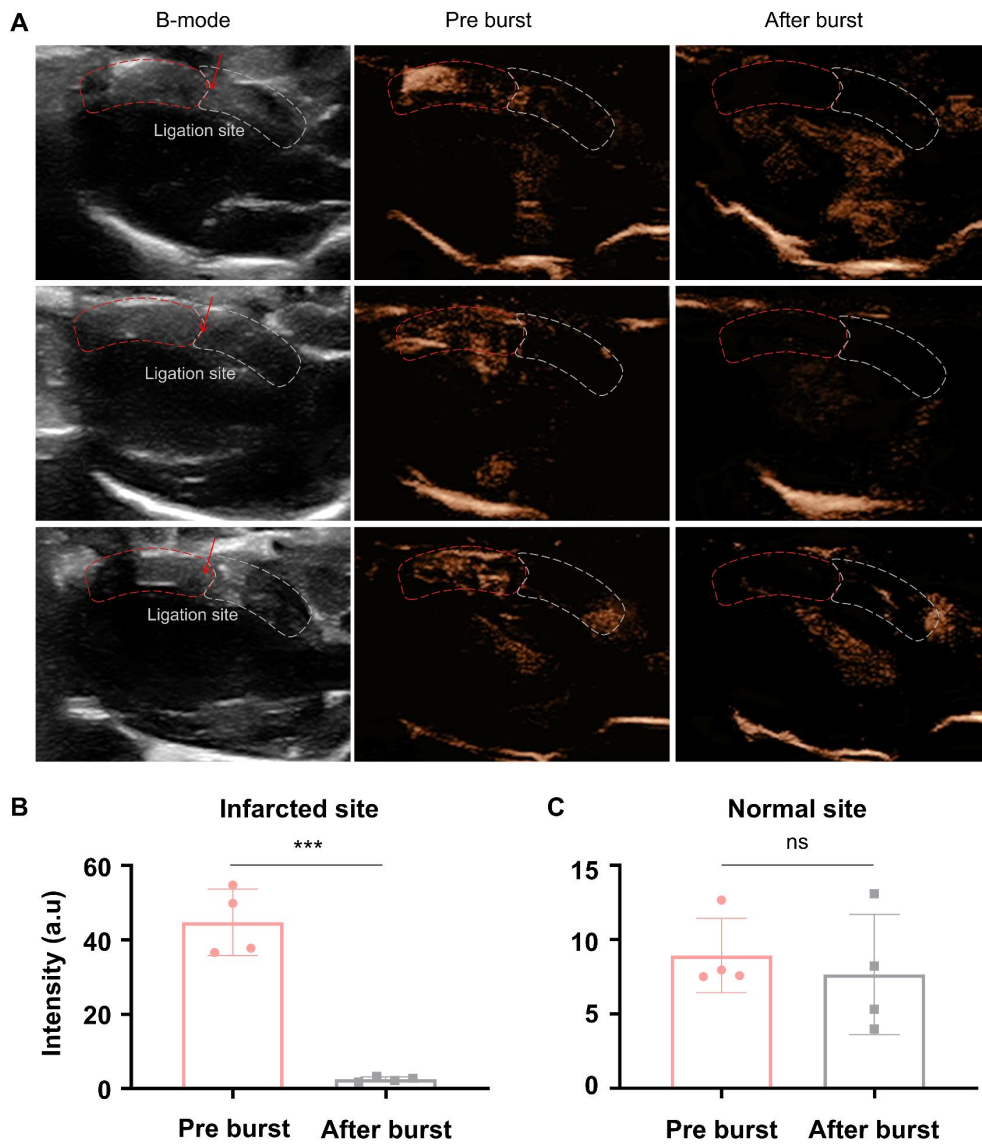 A
B-mode
Pre burst
After burst
Ligation site
Ligation site
Ligation site
B
Infarcted site
***
60
40
20
0
Intensity (a.u)
Pre burst
After burst
C
Normal site
ns
15
10
5
0
Pre burst
After burst